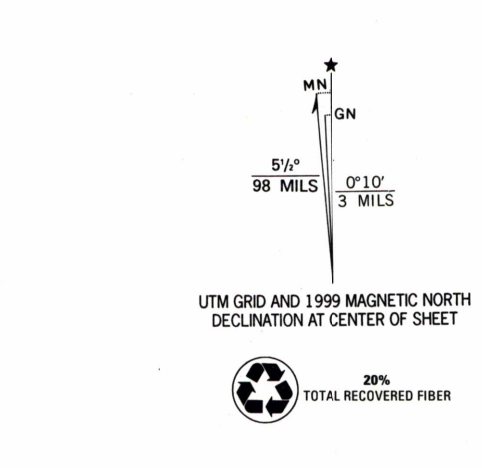 MN
GN
5½°
98 MILS
0°10′
3 MILS
UTM GRID AND 1999 MAGNETIC NORTH
DECLINATION AT CENTER OF SHEET
20%
TOTAL RECOVERED FIBER